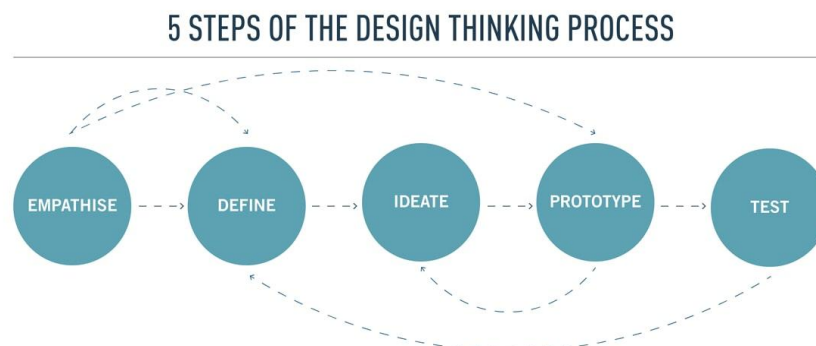 5 STEPS OF THE DESIGN THINKING PROCESS
EMPATHISE
DEFINE
IDEATE
PROTOTYPE
TEST